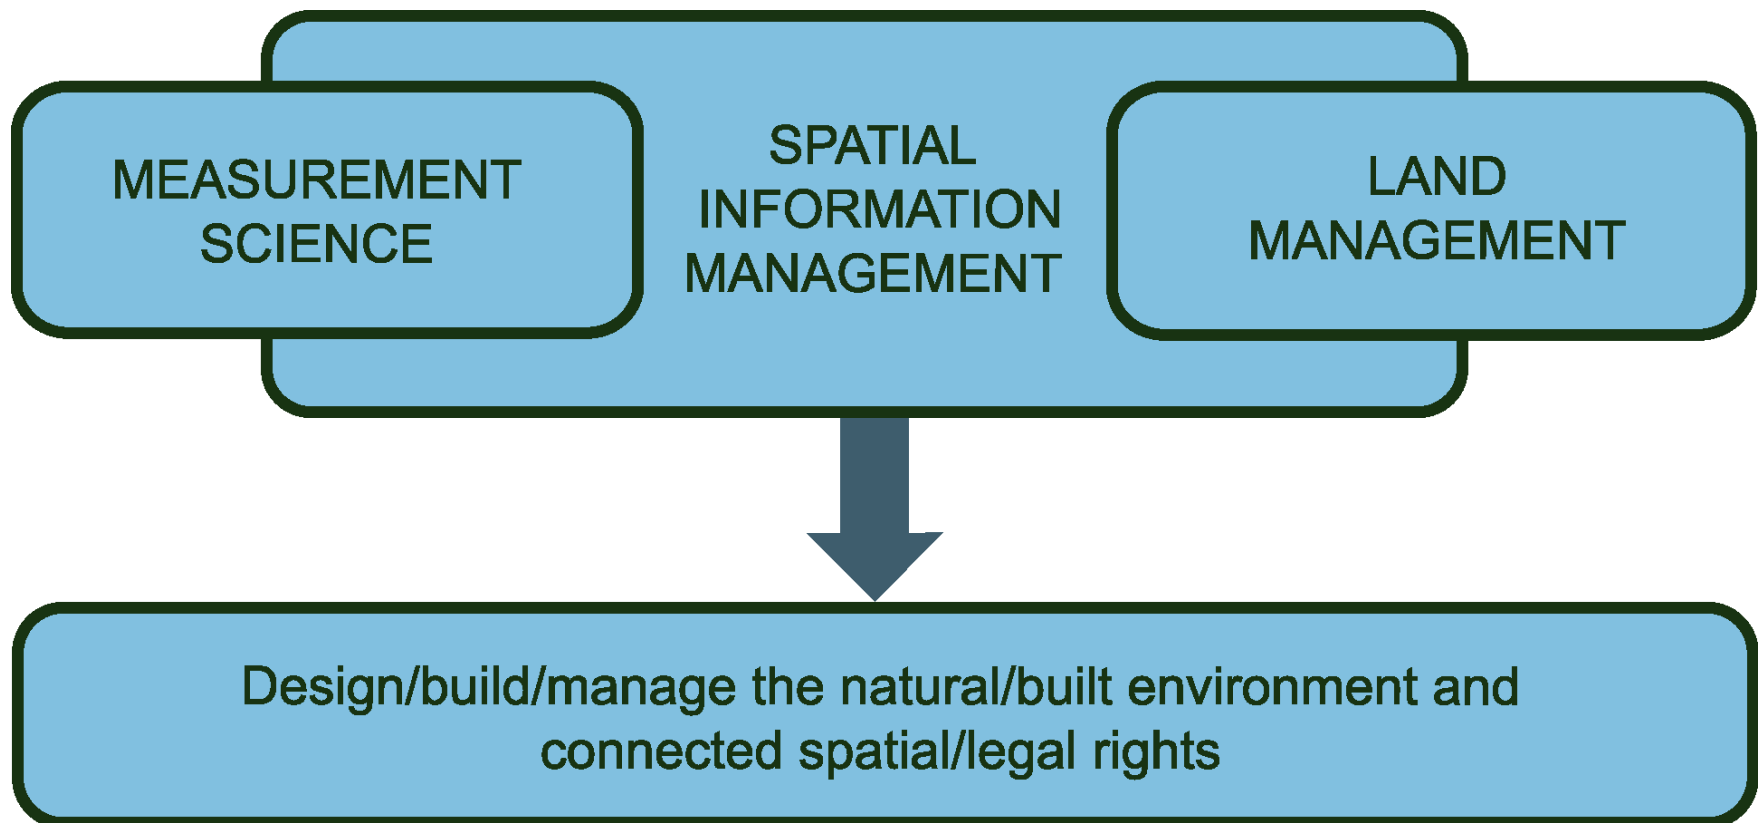 MEASUREMENT
SCIENCE
SPATIAL
INFORMATION
MANAGEMENT
LAND
MANAGEMENT
Design/build/manage the natural/built environment and
connected spatial/legal rights